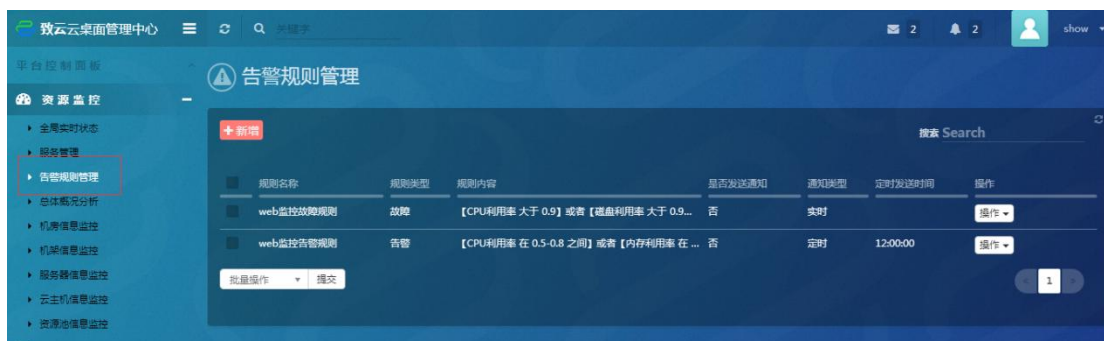 致云云桌面管理中心 关键字 2 2 show
平台控制面板
告警规则管理
资源监控
全局实时状态
+新增 搜索 Search
服务管理
告警规则管理
规则名称 规则类型 规则内容 是否发送通知 通知类型 定时发送时间 操作
总体概况分析
web监控故障规则 故障 【CPU利用率 大于 0.9】或者【磁盘利用率 大于 0.9... 否 实时 操作
机房信息监控
web监控告警规则 告警 【CPU利用率 在 0.5-0.8 之间】或者【内存利用率 在 ... 否 定时 12:00:00 操作
机架信息监控
服务器信息监控
批量操作 提交 « 1 »
云主机信息监控
资源池信息监控